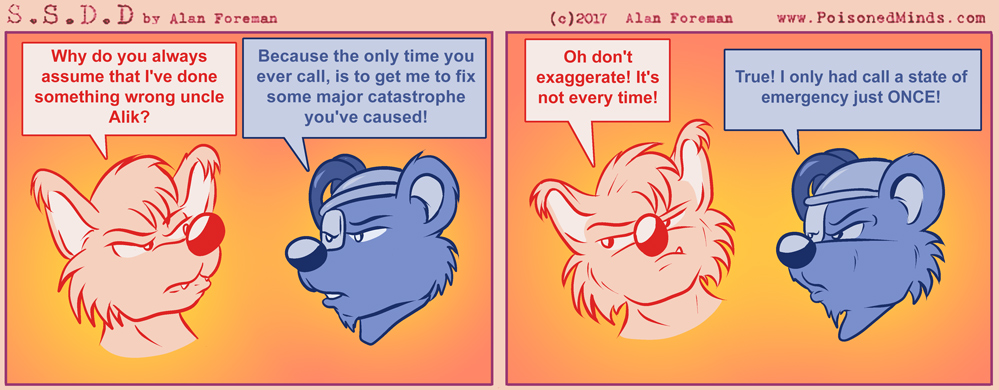 S.S.D.D by Alan Foreman
(c)2017 Alan Foreman
www.PoisonedMinds.com
Why do you always
assume that I've done
something wrong uncle
Alik?
Because the only time you
ever call, is to get me to fix
some major catastrophe
you've caused!
Oh don't
exaggerate! It's
not every time!
True! I only had call a state of
emergency just ONCE!